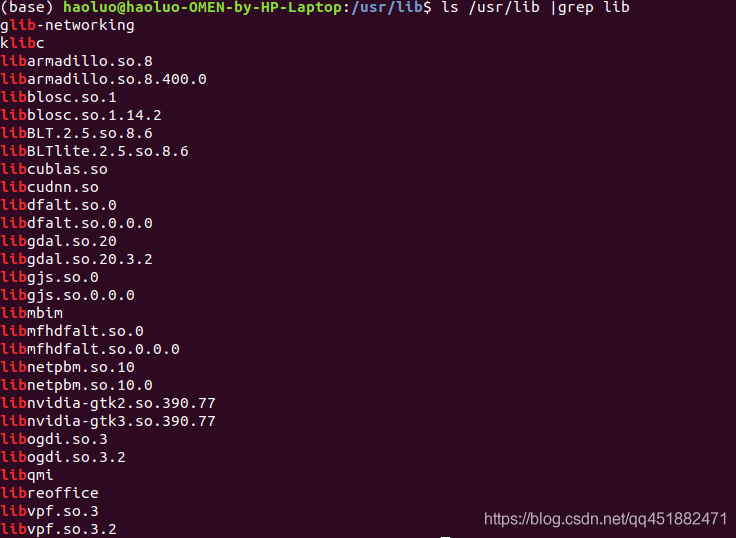 (base) haoluo@haoluo-OMEN-by-HP-Laptop:/usr/lib$ ls /usr/lib |grep lib
glib-networking
klibc
libarmadillo.so.8
libarmadillo.so.8.400.0
libblosc.so.1
libblosc.so.1.14.2
libBLT.2.5.so.8.6
libBLTlite.2.5.so.8.6
libcublas.so
libcudnn.so
libdfalt.so.0
libdfalt.so.0.0.0
libgdal.so.20
libgdal.so.20.3.2
libgjs.so.0
libgjs.so.0.0.0
libmbim
libmfhdfalt.so.0
libmfhdfalt.so.0.0.0
libnetpbm.so.10
libnetpbm.so.10.0
libnvidia-gtk2.so.390.77
libnvidia-gtk3.so.390.77
libogdi.so.3
libogdi.so.3.2
libqmi
libreoffice
libvpf.so.3
libvpf.so.3.2
https://blog.csdn.net/qq451882471